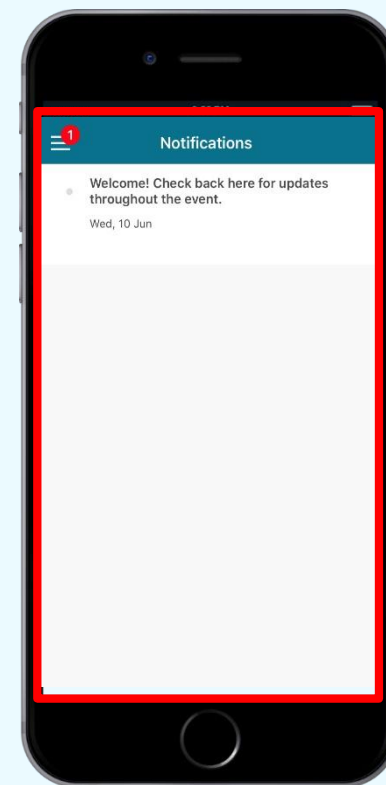 1
Notifications
Welcome! Check back here for updates
throughout the event.
Wed, 10 Jun